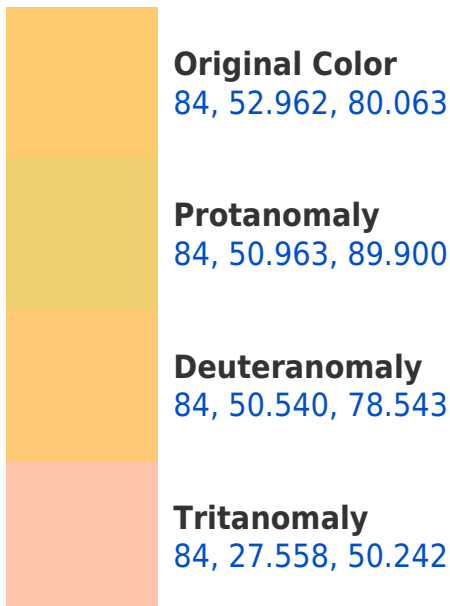 Original Color
84, 52.962, 80.063
Protanomaly
84, 50.963, 89.900
Deuteranomaly
84, 50.540, 78.543
Tritanomaly
84, 27.558, 50.242